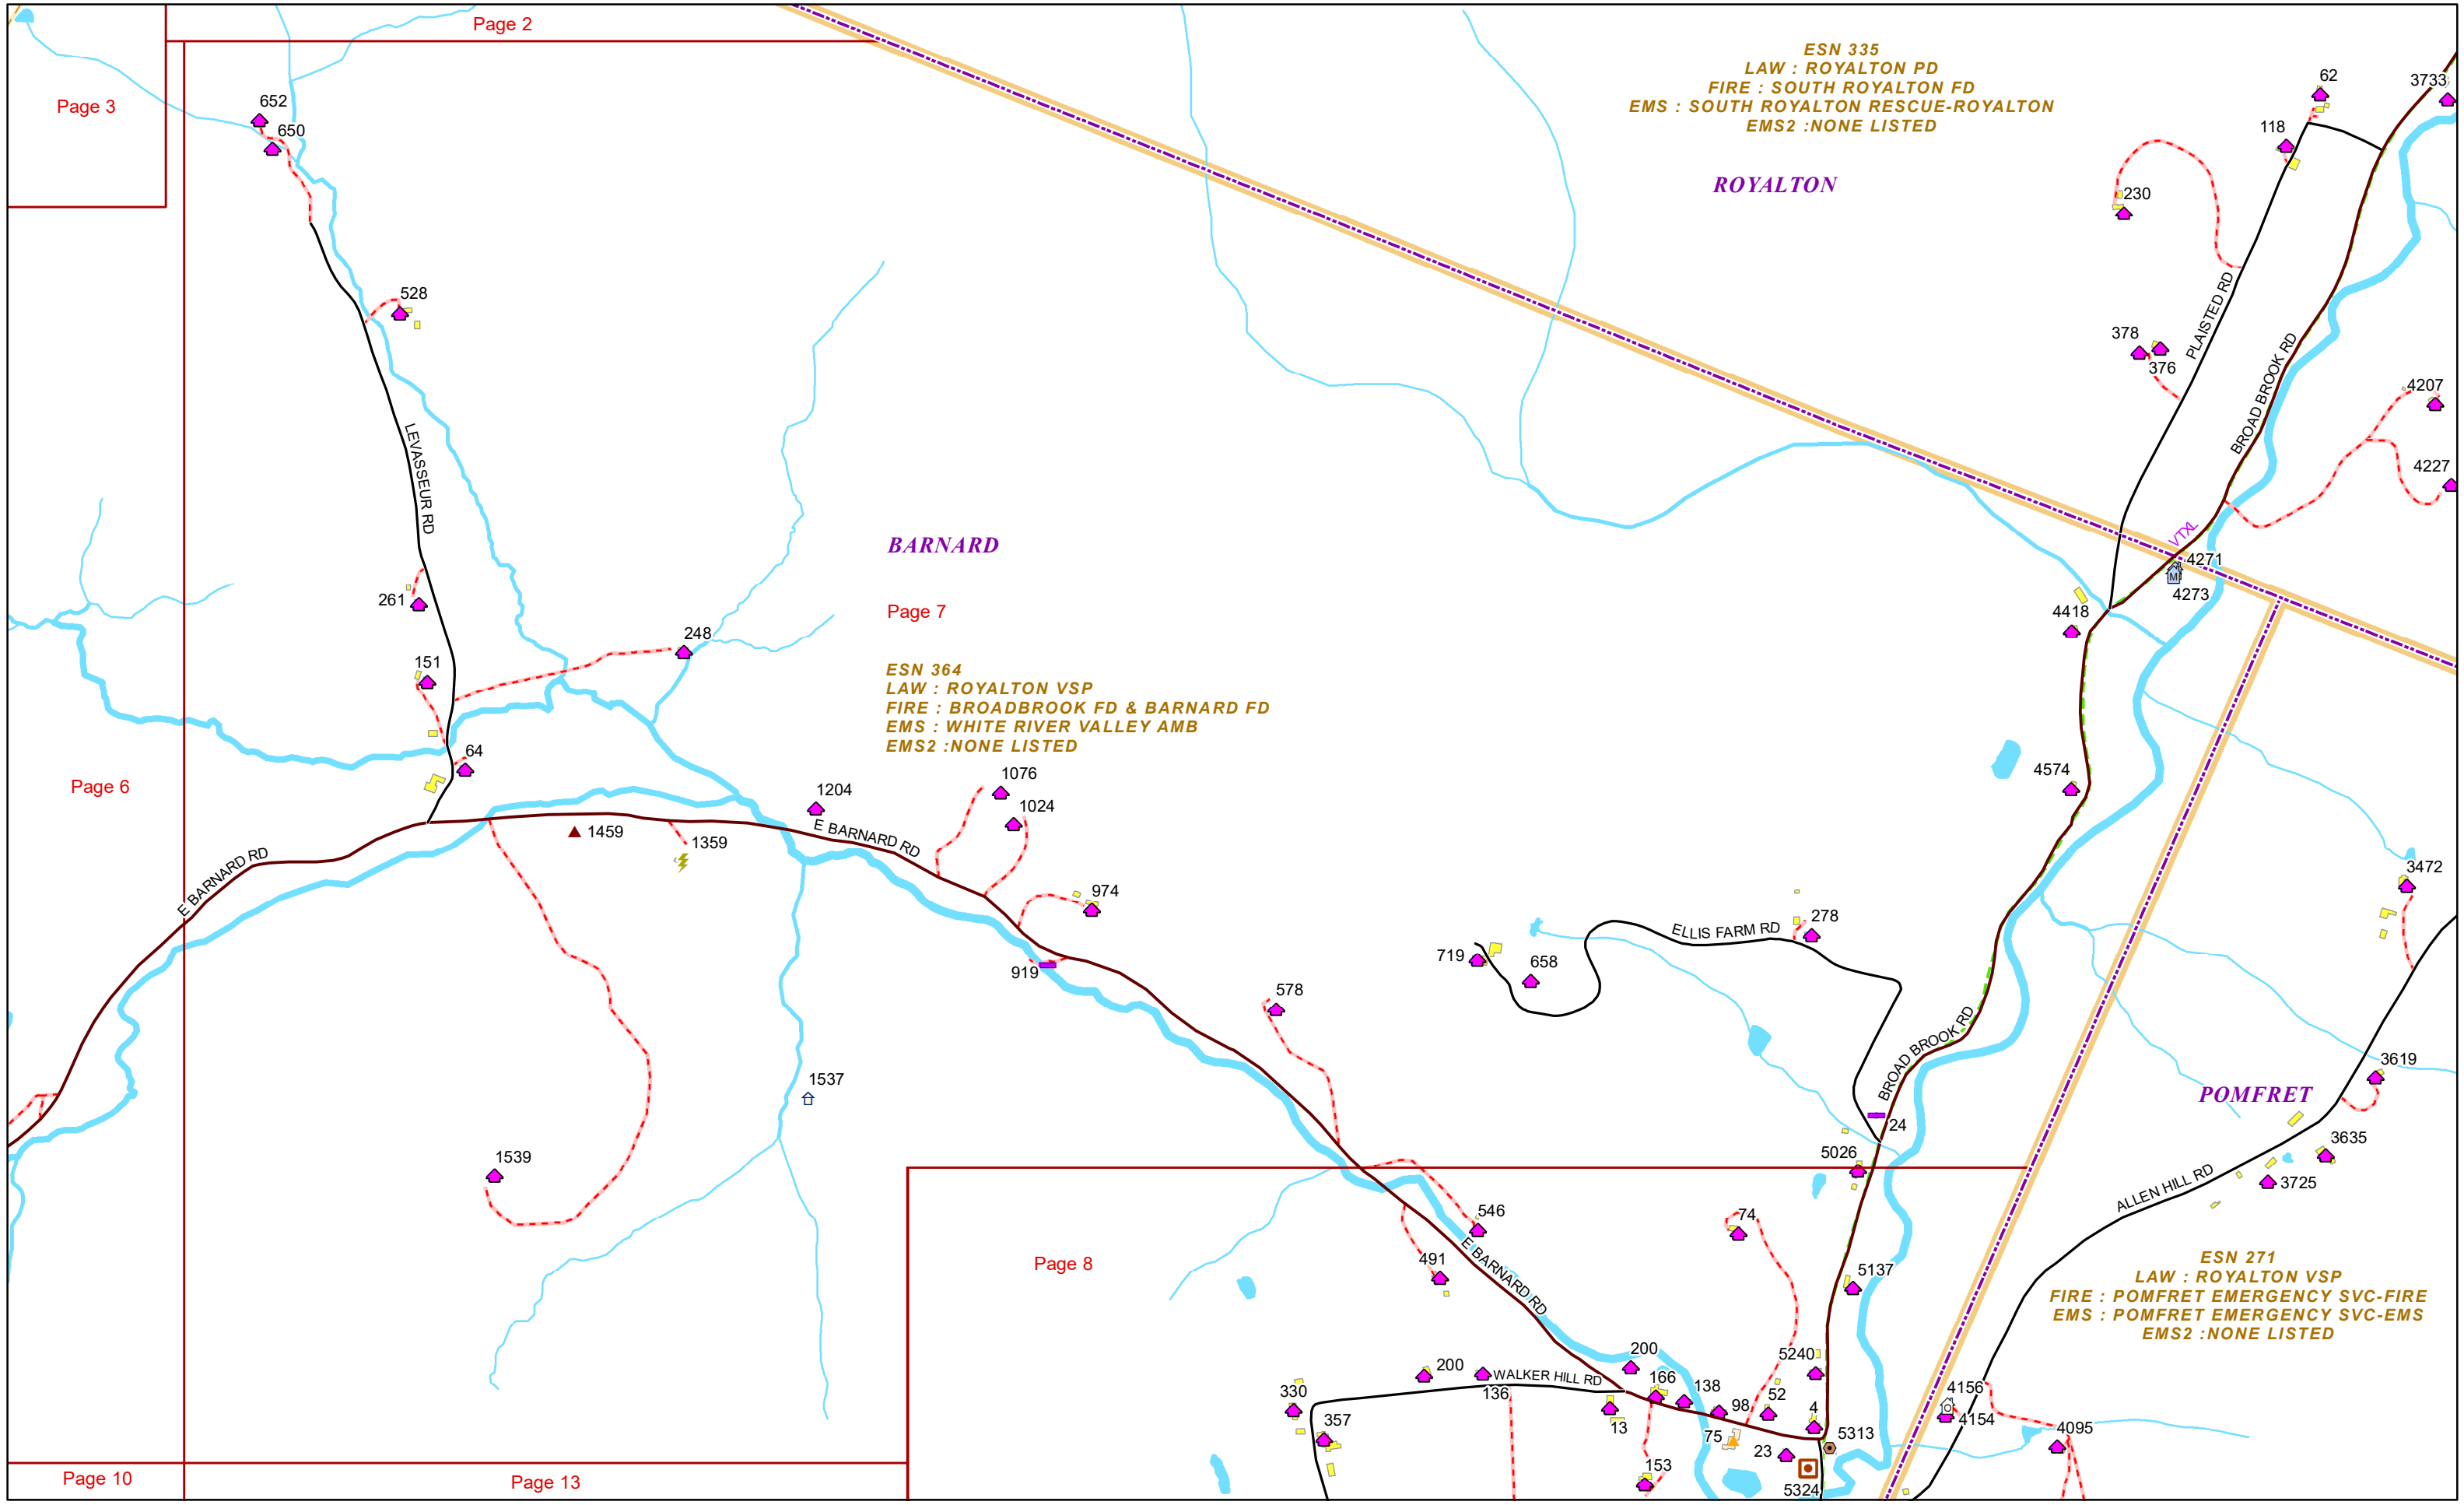 Page 2
ESN 335
LAW : ROYALTON PD
FIRE : SOUTH ROYALTON FD
EMS : SOUTH ROYALTON RESCUE-ROYALTON
EMS2 :NONE LISTED
62
3733
Page 3
652
650
118
ROYALTON
230
528
PLAISTED RD
378
376
BROAD BROOK RD
4207
4227
LEVASSEUR RD
BARNARD
VTXL
4271
4273
261
Page 7
4418
248
151
ESN 364
LAW : ROYALTON VSP
FIRE : BROADBROOK FD & BARNARD FD
EMS : WHITE RIVER VALLEY AMB
EMS2 :NONE LISTED
64
4574
Page 6
1076
1204
1024
1459
1359
E BARNARD RD
E BARNARD RD
974
3472
278
ELLIS FARM RD
719
658
919
578
BROAD BROOK RD
3619
1537
POMFRET
24
3635
5026
1539
3725
ALLEN HILL RD
546
74
Page 8
491
E BARNARD RD
5137
ESN 271
LAW : ROYALTON VSP
FIRE : POMFRET EMERGENCY SVC-FIRE
EMS : POMFRET EMERGENCY SVC-EMS
EMS2 :NONE LISTED
200
200
5240
WALKER HILL RD
330
136
166
138
98
52
4
4156
4154
357
13
75
23
5313
4095
153
5324
Page 10
Page 13